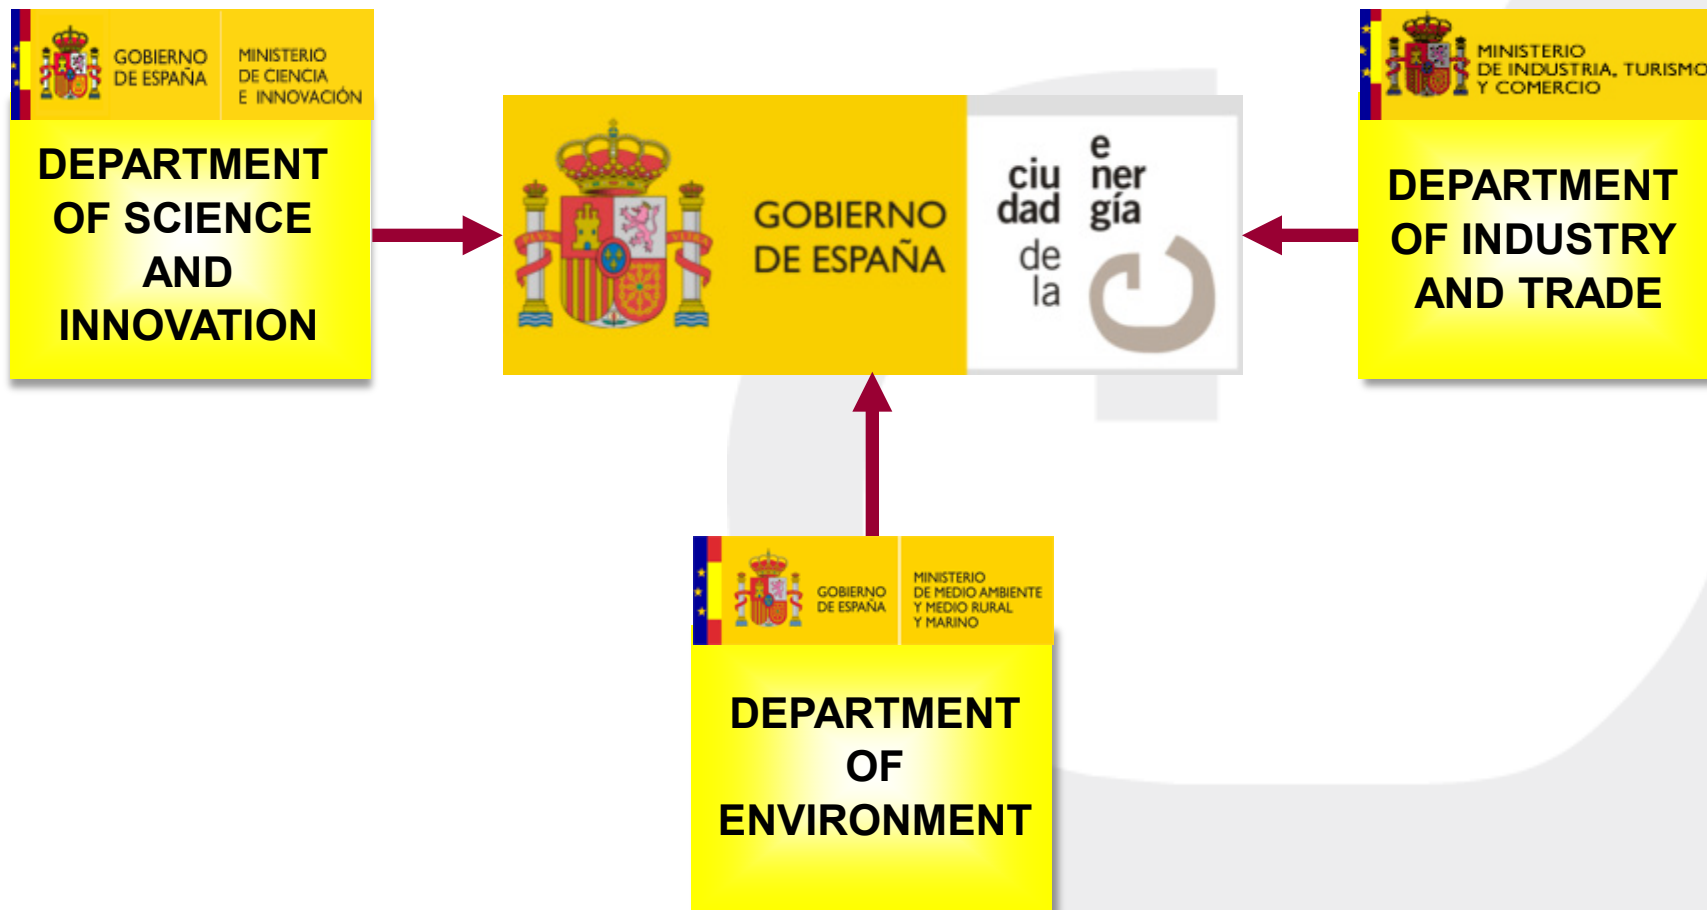 GOBIERNO
DE ESPAÑA
MINISTERIO
DE CIENCIA
E INNOVACIÓN
DEPARTMENT
OF SCIENCE
AND
INNOVATION
GOBIERNO
DE ESPAÑA
ciu
dad
de
la
e
ner
gía
MINISTERIO
DE INDUSTRIA, TURISMO
Y COMERCIO
DEPARTMENT
OF INDUSTRY
AND TRADE
GOBIERNO
DE ESPAÑA
MINISTERIO
DE MEDIO AMBIENTE
Y MEDIO RURAL
Y MARINO
DEPARTMENT
OF
ENVIRONMENT